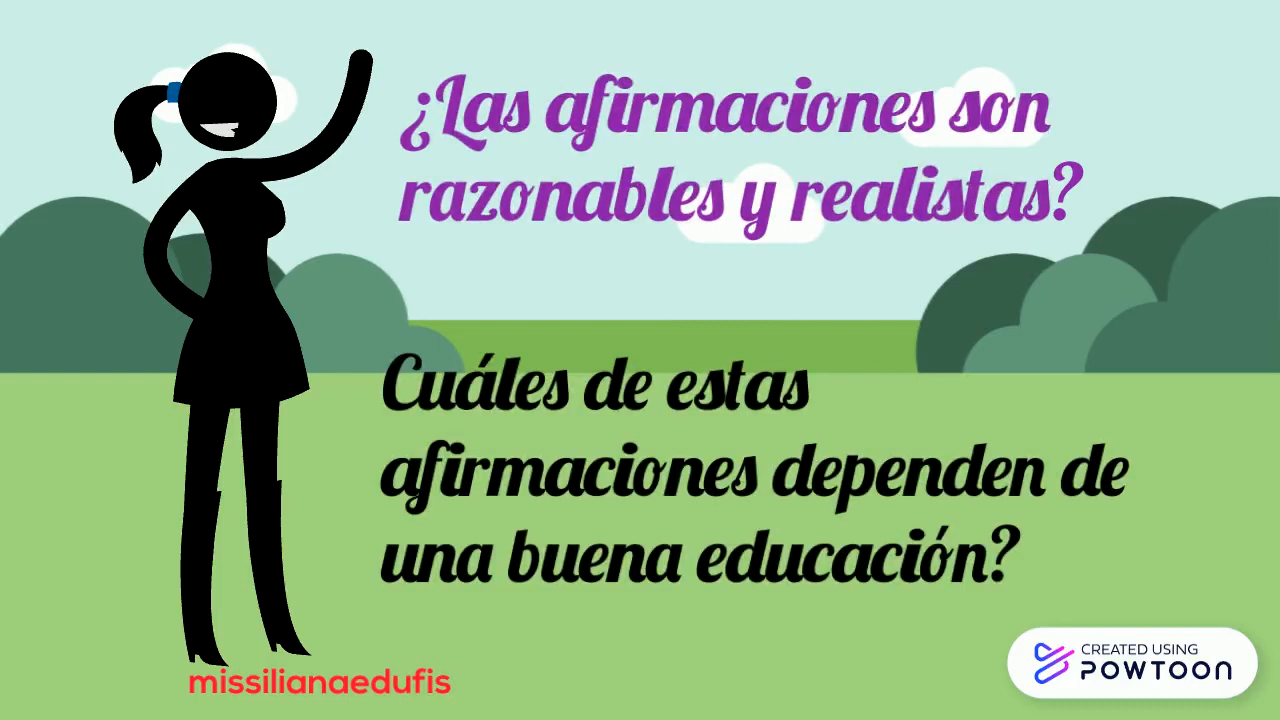 ¿Las afirmaciones son
razonables y realistas?
Cuáles de estas
afirmaciones dependen de
una buena educación?
missilianaedufis
CREATED USING
POWTOON